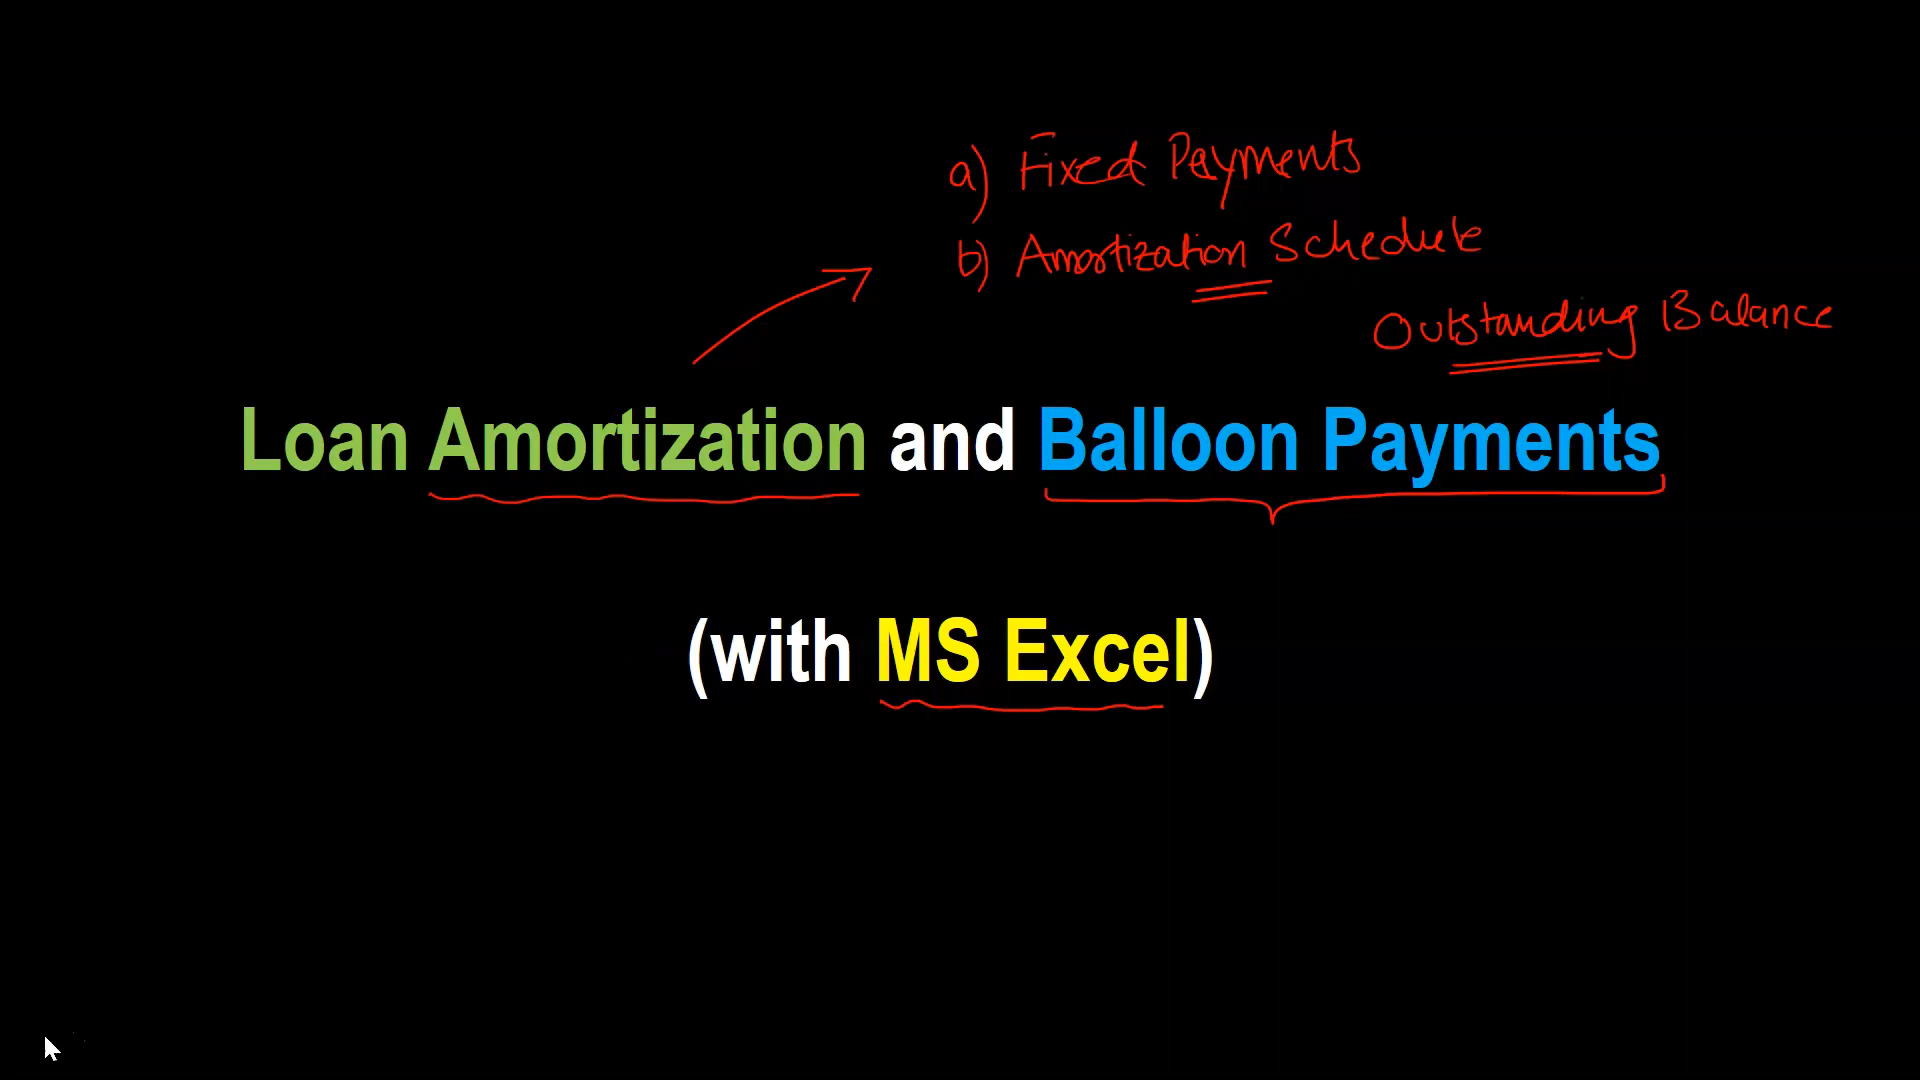 a) Fixed Payments
b) Amortization Schedule
Outstanding Balance
Loan Amortization and Balloon Payments
(with MS Excel)